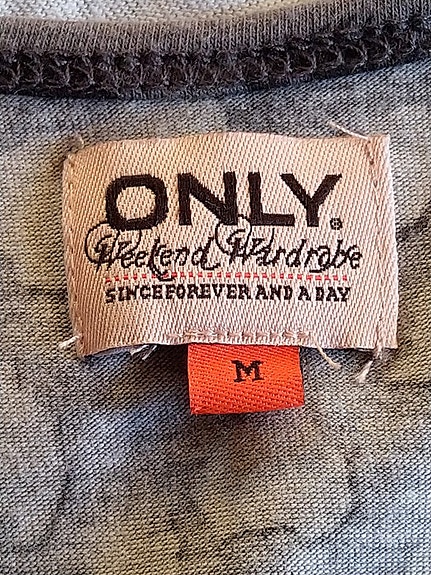 ONLY®
Weekend Wardrobe
SINCE FOREVER AND A DAY
M